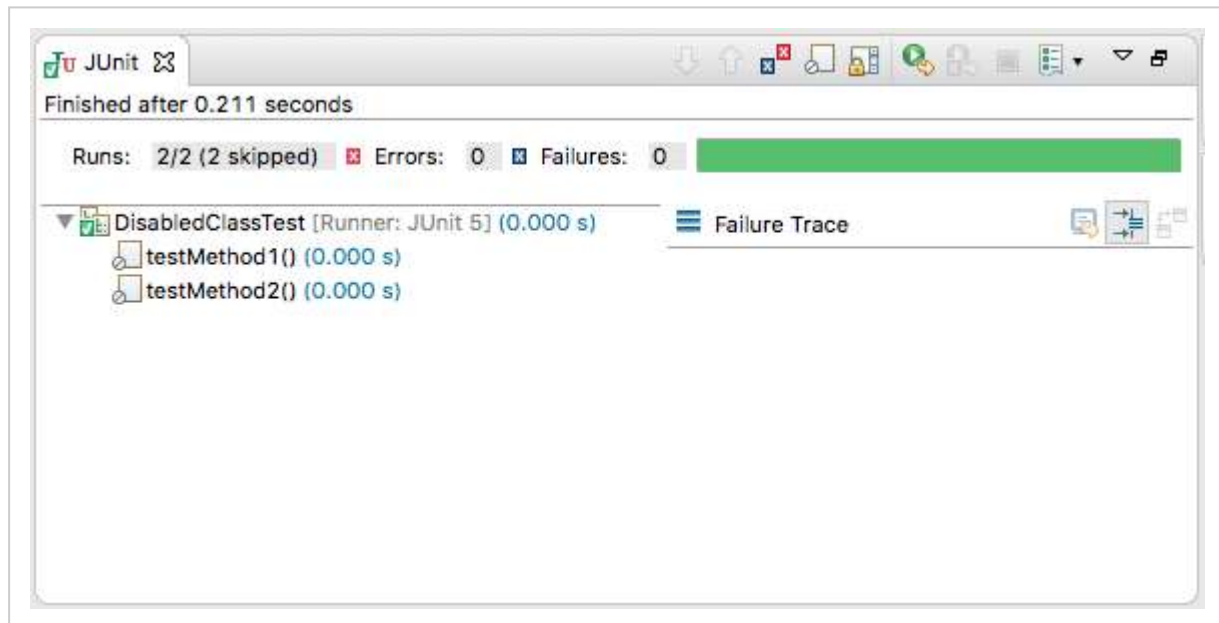 JUnit
Finished after 0.211 seconds
Runs: 2/2 (2 skipped) Errors: 0 Failures: 0
DisabledClassTest [Runner: JUnit 5] (0.000 s) Failure Trace
testMethod1() (0.000 s)
testMethod2() (0.000 s)